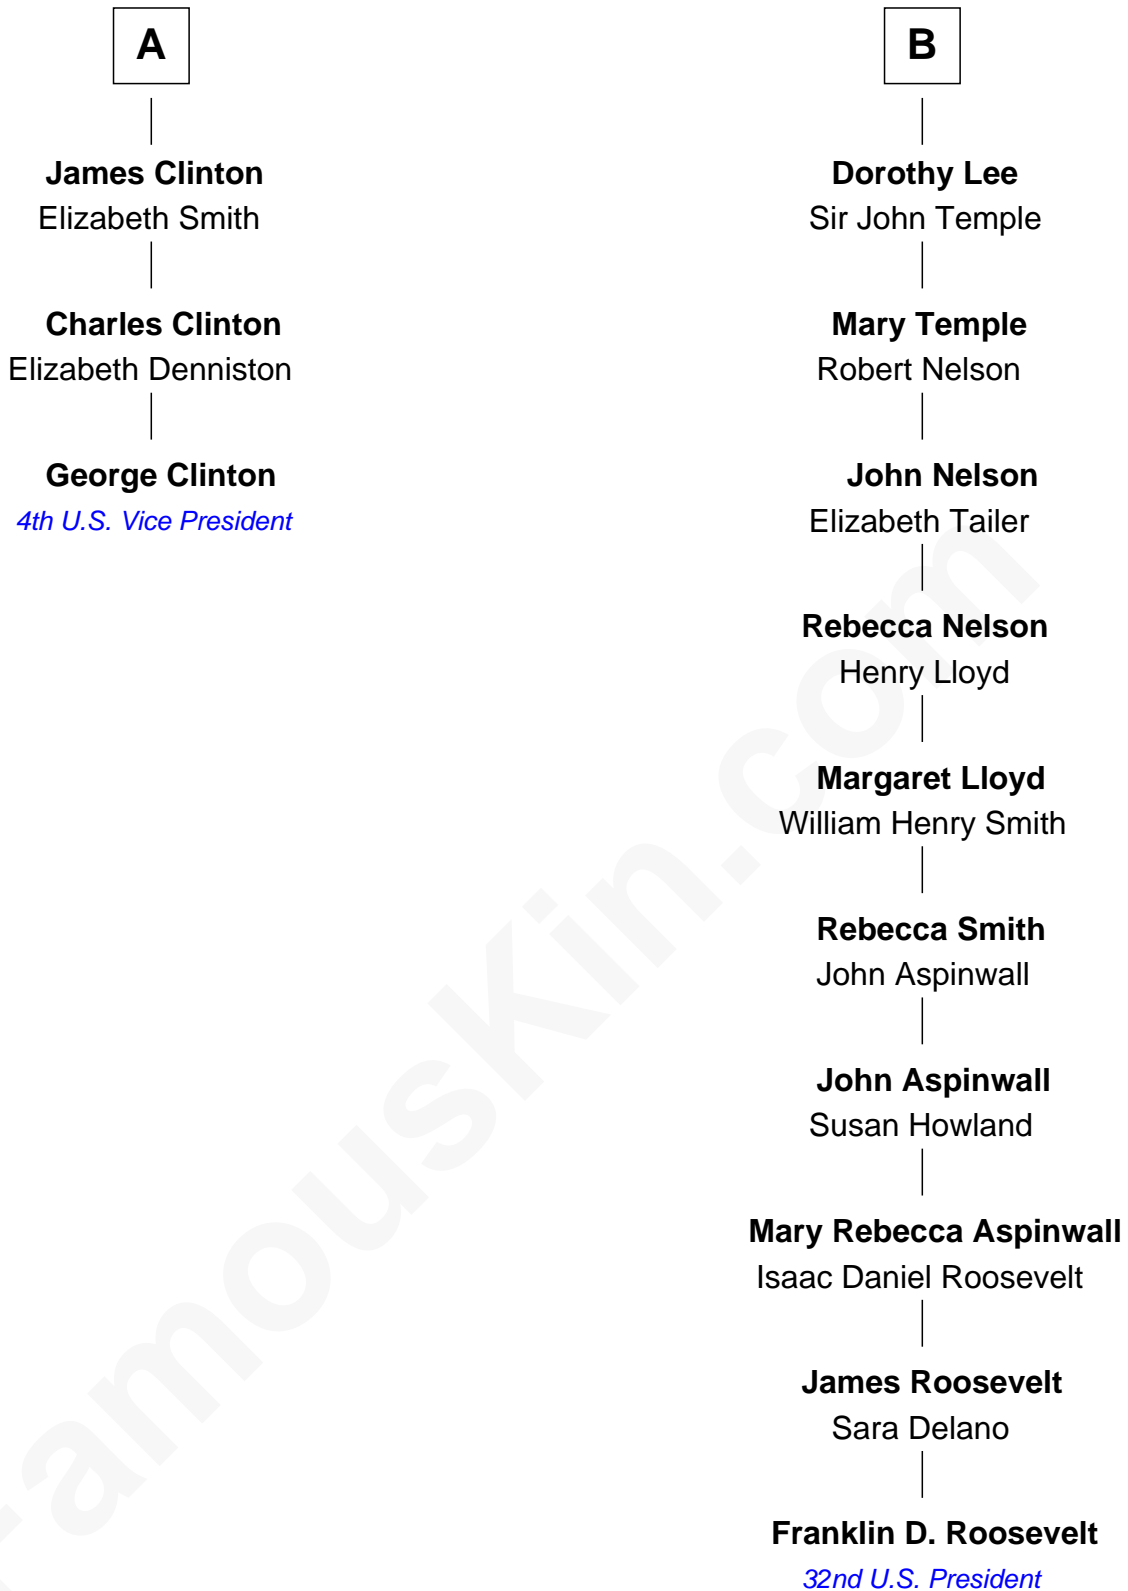 A
James Clinton
Elizabeth Smith
Charles Clinton
Elizabeth Denniston
George Clinton
4th U.S. Vice President
B
Dorothy Lee
Sir John Temple
Mary Temple
Robert Nelson
John Nelson
Elizabeth Tailer
Rebecca Nelson
Henry Lloyd
Margaret Lloyd
William Henry Smith
Rebecca Smith
John Aspinwall
John Aspinwall
Susan Howland
Mary Rebecca Aspinwall
Isaac Daniel Roosevelt
James Roosevelt
Sara Delano
Franklin D. Roosevelt
32nd U.S. President
FamousKin.com